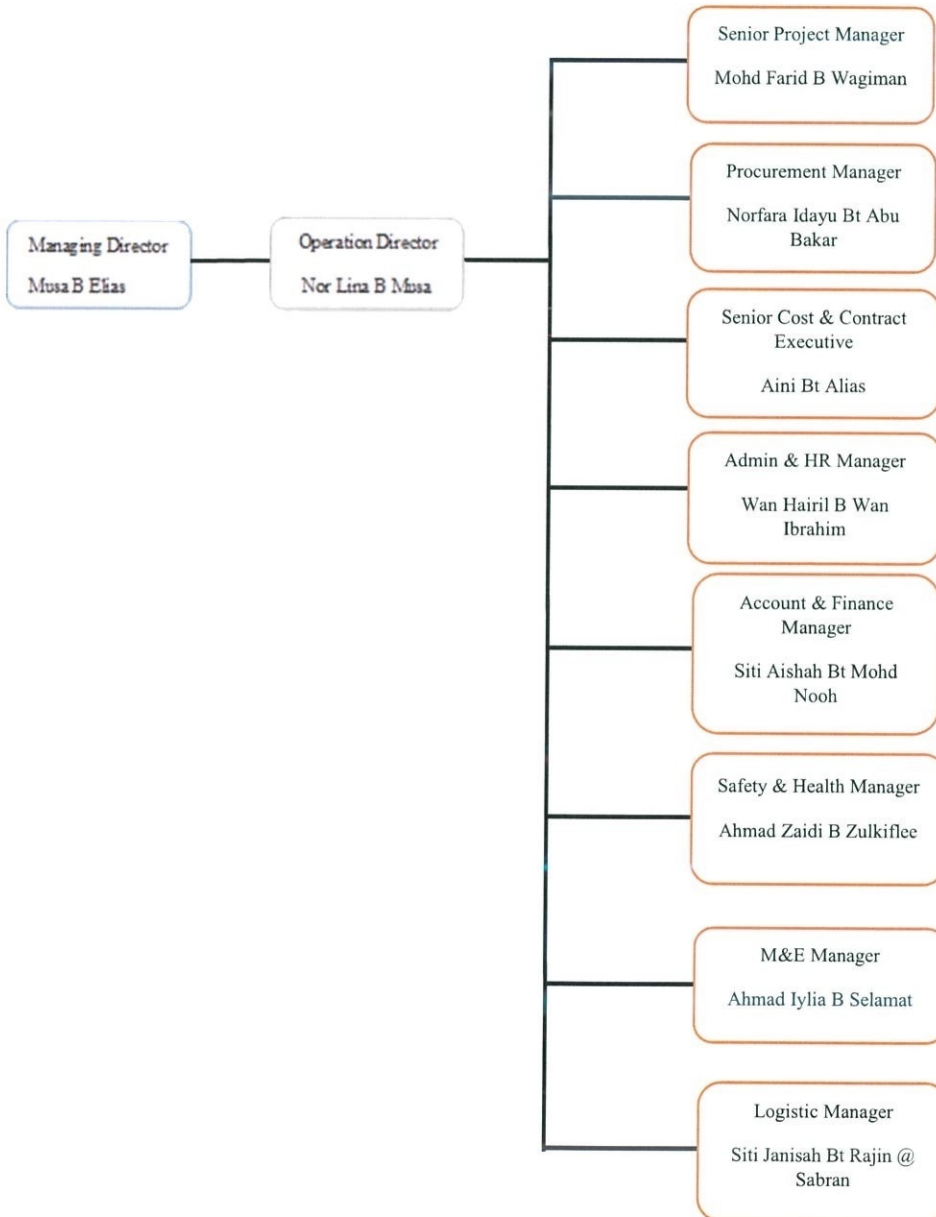 Managing Director
Musa B Elias
Operation Director
Nor Lina B Musa
Senior Project Manager
Mohd Farid B Wagiman
Procurement Manager
Norfara Idayu Bt Abu
Bakar
Senior Cost & Contract
Executive
Aini Bt Alias
Admin & HR Manager
Wan Hairil B Wan
Ibrahim
Account & Finance
Manager
Siti Aishah Bt Mohd
Nooh
Safety & Health Manager
Ahmad Zaidi B Zulkiflee
M&E Manager
Ahmad Iylia B Selamat
Logistic Manager
Siti Janisah Bt Rajin @
Sabran